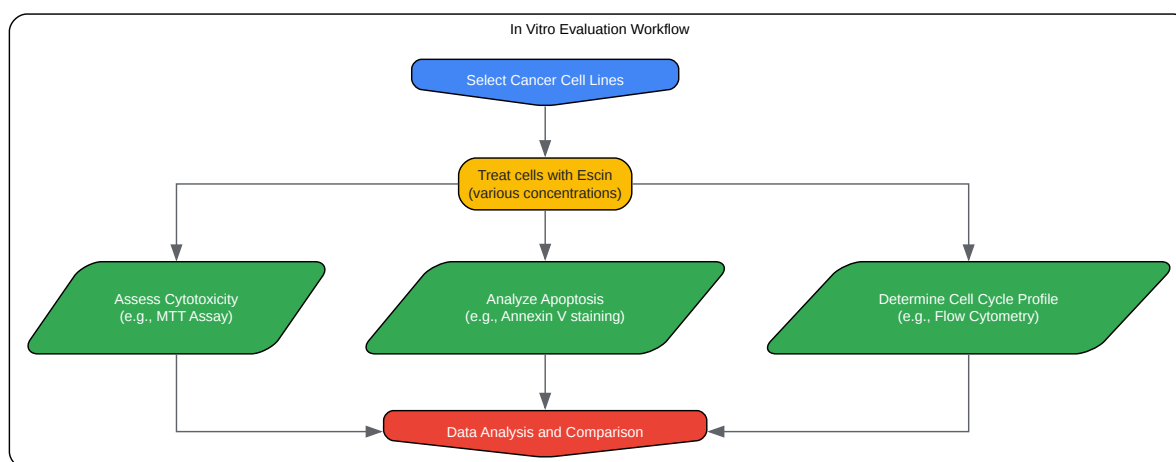 In Vitro Evaluation Workflow
Select Cancer Cell Lines
Treat cells with Escin
(various concentrations)
Assess Cytotoxicity
(e.g., MTT Assay)
Analyze Apoptosis
(e.g., Annexin V staining)
Determine Cell Cycle Profile
(e.g., Flow Cytometry)
Data Analysis and Comparison